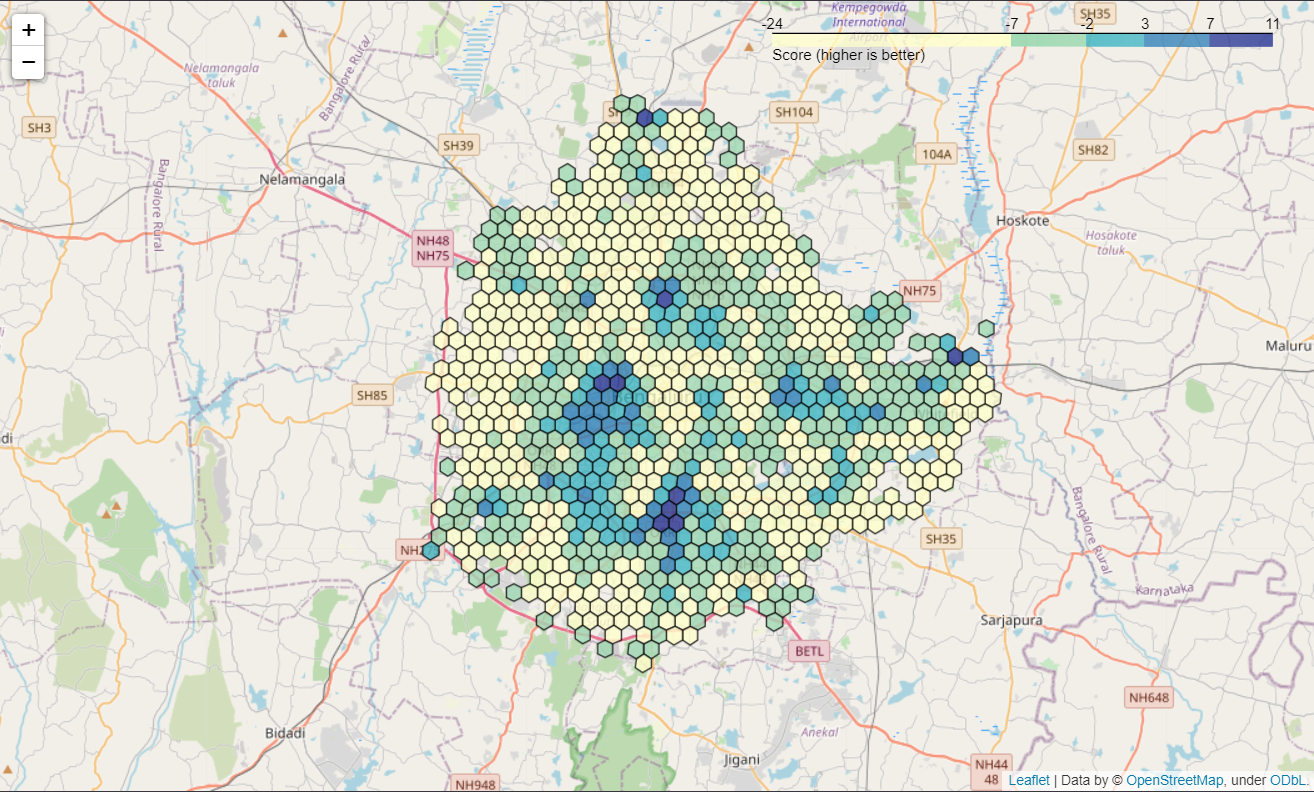 +
−
-24
-7
-2
3
7
11
Score (higher is better)
Kempegowda
International
Airport
SH35
Nelamangala
taluk
Bangalore Rural
SH3
SH104
SH39
104A
SH82
Nelamangala
Bangalore Rural
Hoskote
Hosakote
taluk
NH48
NH75
NH75
Maluru
SH85
Bengaluru
Bangalore Rural
SH35
Karnataka
Sarjapura
BETL
NH648
Bidadi
Anekal
Jigani
NH44
48
NH948
Leaflet | Data by © OpenStreetMap, under ODbL.